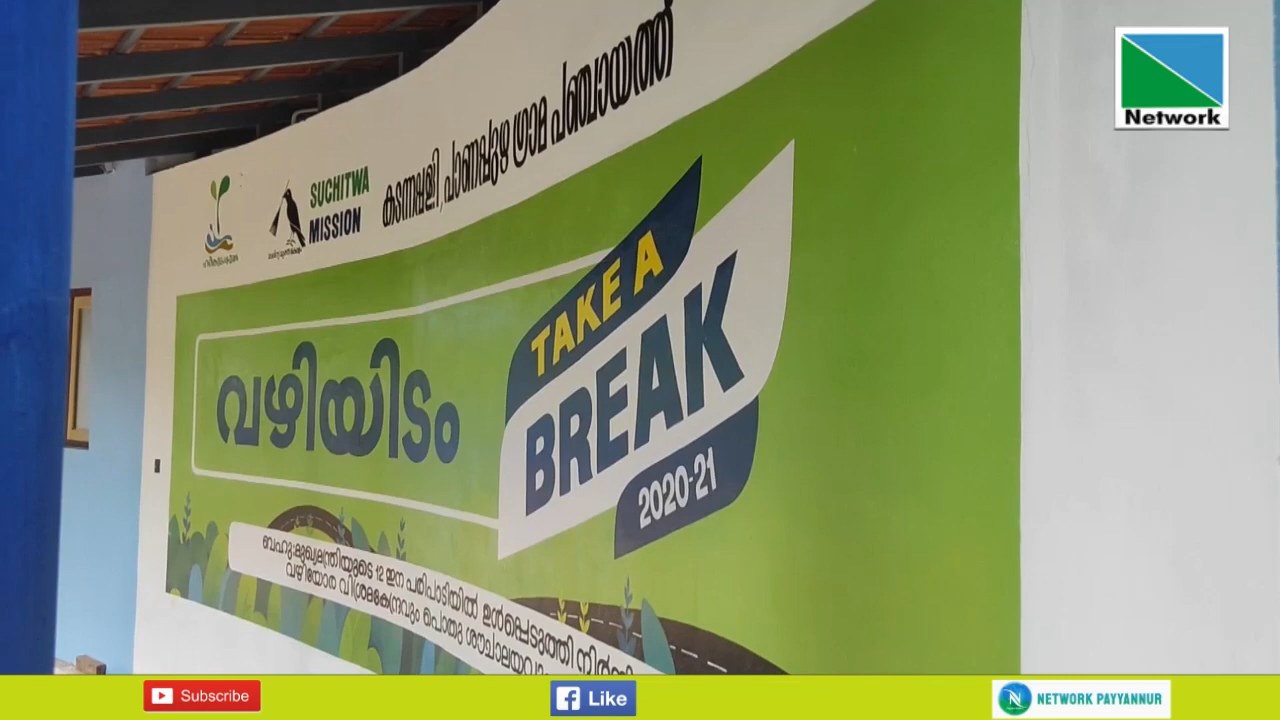 Network
കടന്നപ്പള്ളി, പാണപ്പുഴ ഗ്രാമ പഞ്ചായത്ത്
SUCHITWA
MISSION
TAKE A
BREAK
2020-21
വഴിയിടം
ബഹു:മുഖ്യമന്ത്രിയുടെ 12 ഇന പരിപാടിയിൽ ഉൾപ്പെടുത്തി
വഴിയോര വിശ്രമകേന്ദ്രവും പൊതു
Subscribe
Like
NETWORK PAYYANNUR